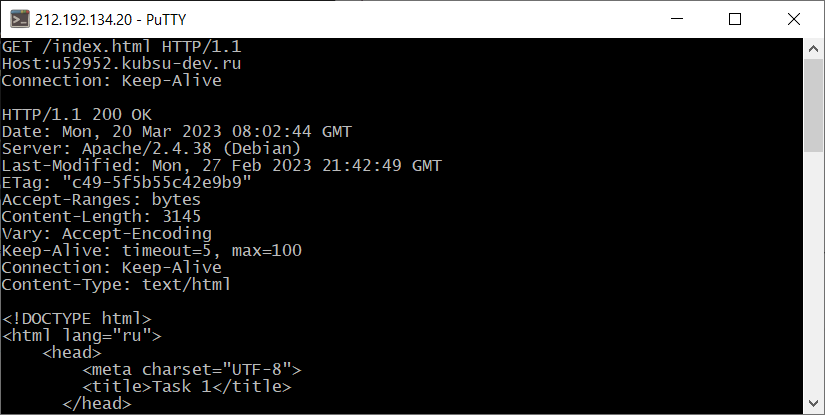 212.192.134.20 - PuTTY
GET /index.html HTTP/1.1
Host:u52952.kubsu-dev.ru
Connection: Keep-Alive

HTTP/1.1 200 OK
Date: Mon, 20 Mar 2023 08:02:44 GMT
Server: Apache/2.4.38 (Debian)
Last-Modified: Mon, 27 Feb 2023 21:42:49 GMT
ETag: "c49-5f5b55c42e9b9"
Accept-Ranges: bytes
Content-Length: 3145
Vary: Accept-Encoding
Keep-Alive: timeout=5, max=100
Connection: Keep-Alive
Content-Type: text/html

<!DOCTYPE html>
<html lang="ru">
    <head>
        <meta charset="UTF-8">
        <title>Task 1</title>
      </head>